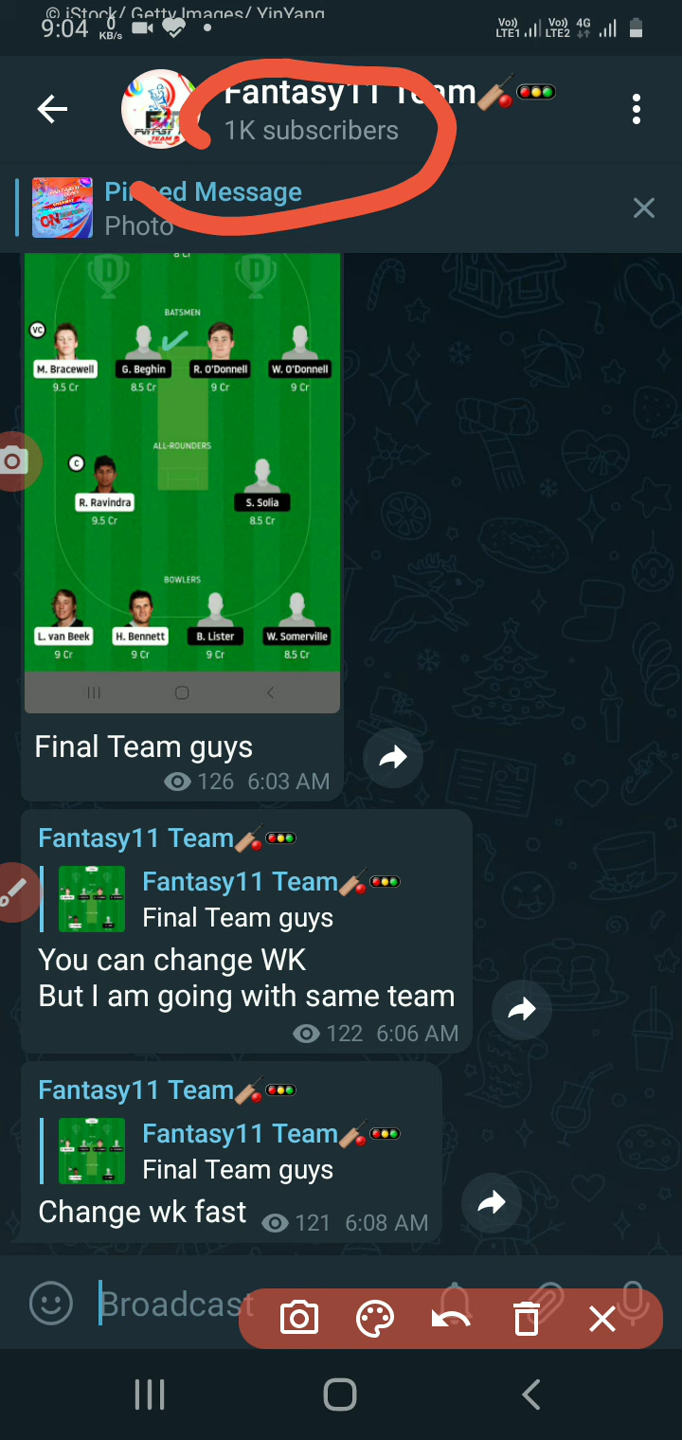 © iStock/ Getty Images/ YinYang
9:04 0 KB/s Vo)) LTE1 Vo)) LTE2 4G
Fantasy11 Team
1K subscribers
Pinned Message
Photo
8 Cr
BATSMEN
VC
M. Bracewell G. Beghin R. O'Donnell W. O'Donnell
9.5 Cr 8.5 Cr 9 Cr 9 Cr
ALL-ROUNDERS
C
R. Ravindra S. Solia
9.5 Cr 8.5 Cr
BOWLERS
L. van Beek H. Bennett B. Lister W. Somerville
9 Cr 9 Cr 9 Cr 8.5 Cr
Final Team guys
126 6:03 AM
Fantasy11 Team
Fantasy11 Team
Final Team guys
You can change WK
But I am going with same team
122 6:06 AM
Fantasy11 Team
Fantasy11 Team
Final Team guys
Change wk fast 121 6:08 AM
Broadcast